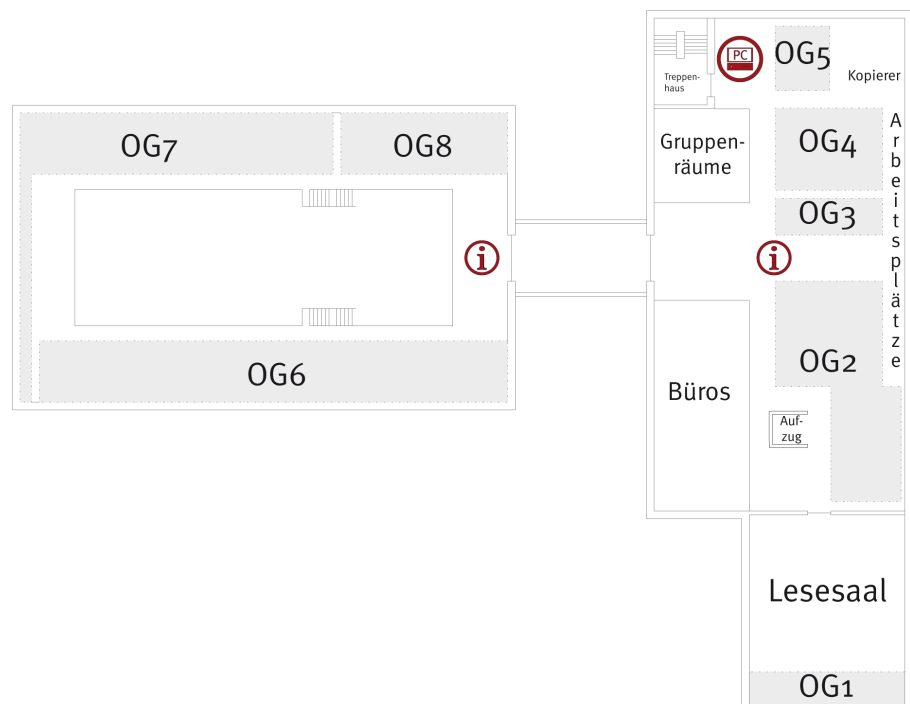 OG7
OG8
OG6
i
Treppen-
haus
PC
OG5
Kopierer
Gruppen-
räume
OG4
OG3
Arbeitsplätze
i
OG2
Büros
Auf-
zug
Lesesaal
OG1